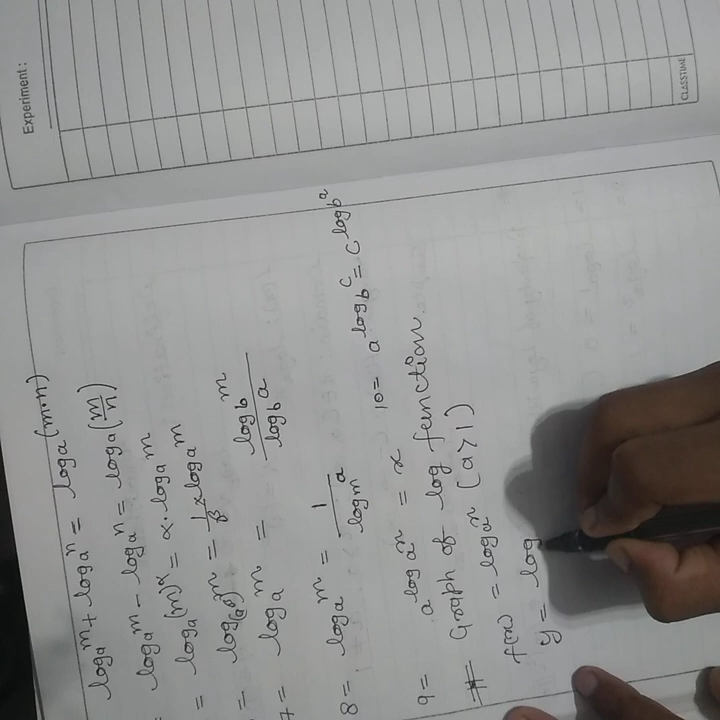 Experiment:
CLASSTIME
logₐm + logₐn = logₐ(m·n)
= logₐm - logₐn = logₐ(m/n)
= logₐ(m)^α = α·logₐm
= log₍ₐβ₎m = 1/β × logₐm
7= logₐm = log_b m / log_b a
8= logₐm = 1 / log_m a
9= a^logₐx = x 10= a^log_b c = c^log_b a
# Graph of log function
f(x) = logₐx (a>1)
y = log